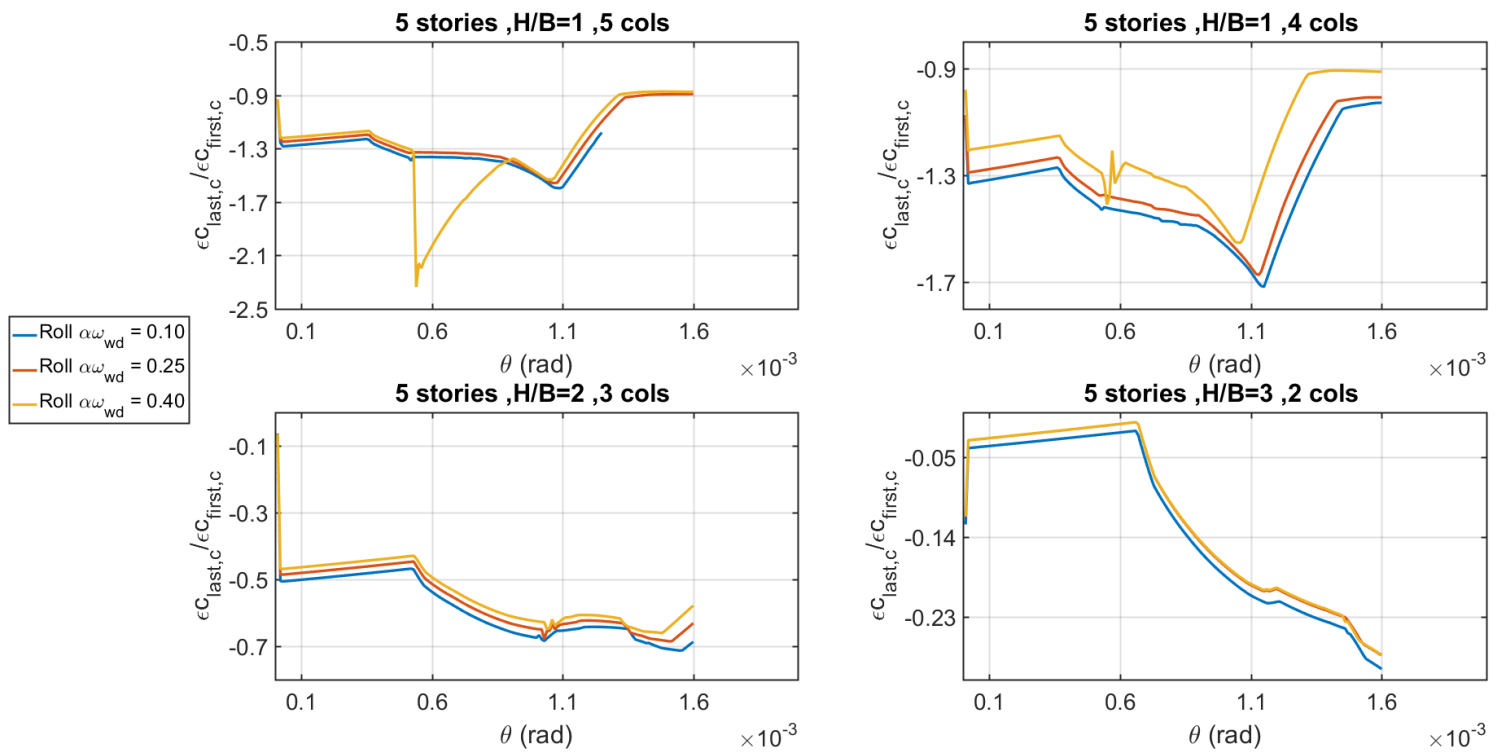 5 stories ,H/B=1 ,5 cols
-0.5
-0.9
-1.3
-1.7
-2.1
-2.5
ϵc_last,c/ϵc_first,c
0.1 0.6 1.1 1.6
θ (rad)
×10^-3
5 stories ,H/B=1 ,4 cols
-0.9
-1.3
-1.7
ϵc_last,c/ϵc_first,c
0.1 0.6 1.1 1.6
θ (rad)
×10^-3
Roll αω_wd = 0.10
Roll αω_wd = 0.25
Roll αω_wd = 0.40
5 stories ,H/B=2 ,3 cols
-0.1
-0.3
-0.5
-0.7
ϵc_last,c/ϵc_first,c
0.1 0.6 1.1 1.6
θ (rad)
×10^-3
5 stories ,H/B=3 ,2 cols
-0.05
-0.14
-0.23
ϵc_last,c/ϵc_first,c
0.1 0.6 1.1 1.6
θ (rad)
×10^-3